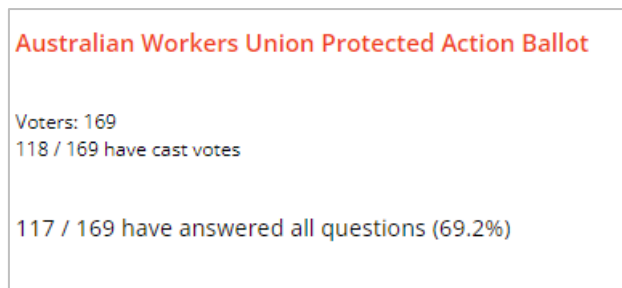 Australian Workers Union Protected Action Ballot
Voters: 169
118 / 169 have cast votes
117 / 169 have answered all questions (69.2%)